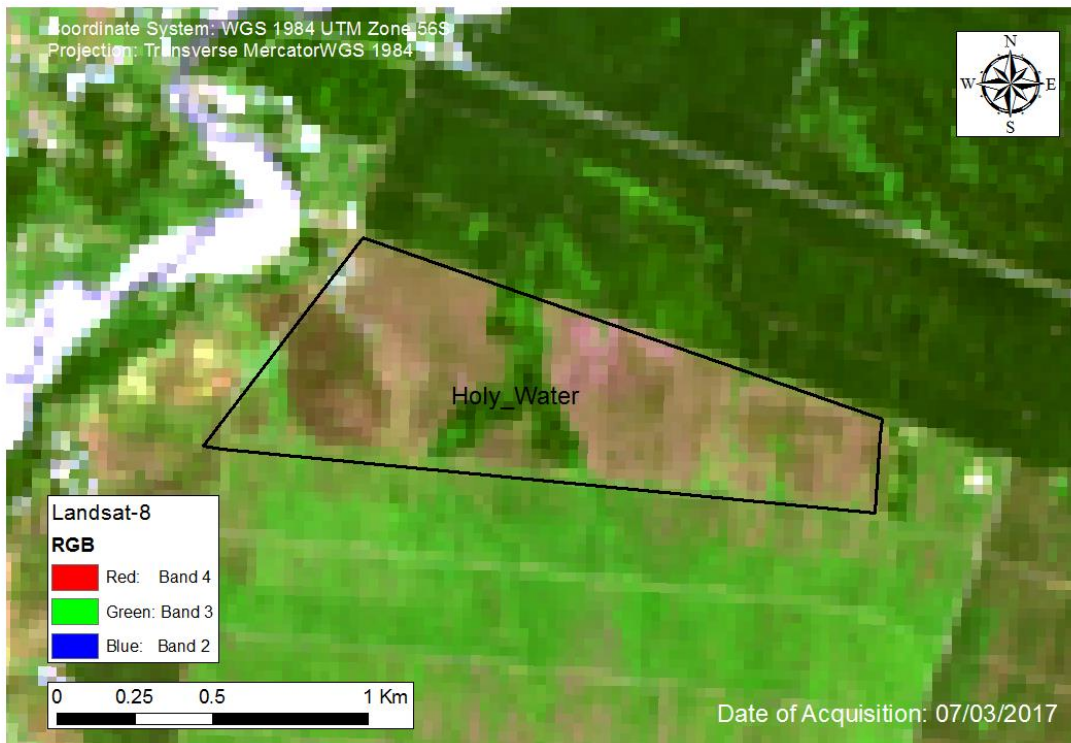 Coordinate System: WGS 1984 UTM Zone 56S
Projection: Transverse MercatorWGS 1984
N
W E
S
Holy_Water
Landsat-8
RGB
Red: Band 4
Green: Band 3
Blue: Band 2
0 0.25 0.5 1 Km
Date of Acquisition: 07/03/2017